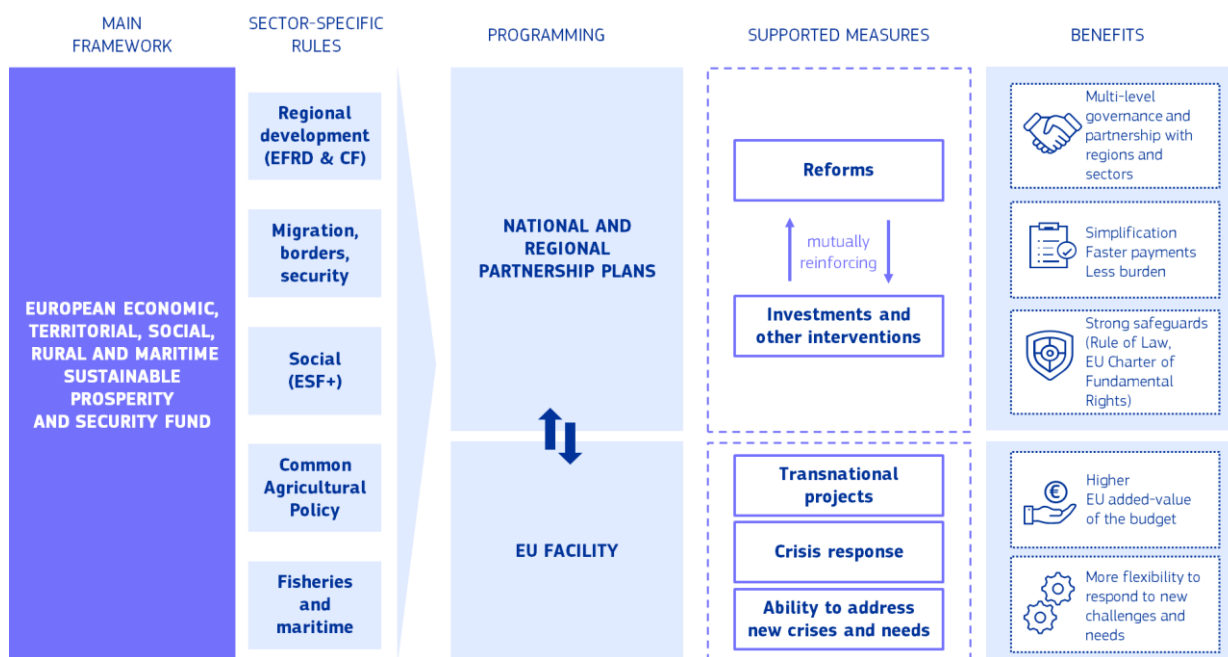 MAIN
FRAMEWORK
SECTOR-SPECIFIC
RULES
PROGRAMMING
SUPPORTED MEASURES
BENEFITS
EUROPEAN ECONOMIC,
TERRITORIAL, SOCIAL,
RURAL AND MARITIME
SUSTAINABLE
PROSPERITY
AND SECURITY FUND
Regional
development
(EFRD & CF)
Migration,
borders,
security
Social
(ESF+)
Common
Agricultural
Policy
Fisheries
and
maritime
NATIONAL AND
REGIONAL
PARTNERSHIP PLANS
EU FACILITY
Reforms
mutually
reinforcing
Investments and
other interventions
Transnational
projects
Crisis response
Ability to address
new crises and needs
Multi-level
governance and
partnership with
regions and
sectors
Simplification
Faster payments
Less burden
Strong safeguards
(Rule of Law,
EU Charter of
Fundamental
Rights)
€
Higher
EU added-value
of the budget
More flexibility to
respond to new
challenges and
needs